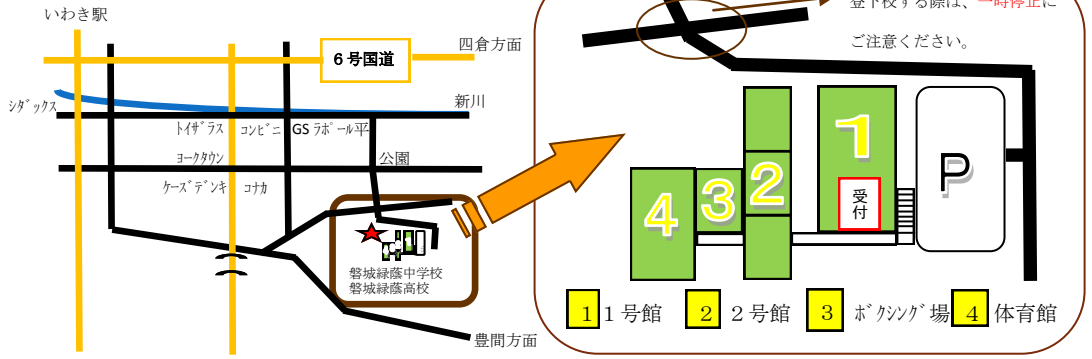 いわき駅
６号国道
四倉方面
ｼﾀﾞｯｸｽ
新川
ﾄｲｻﾞﾗｽ
ｺﾝﾋﾞﾆ
GS ﾗﾎﾟｰﾙ平
ﾖｰｸﾀｳﾝ
公園
ｹｰｽﾞﾃﾞﾝｷ
ｺﾅｶ
磐城緑蔭中学校
磐城緑蔭高校
豊間方面
登下校する際は、一時停止に
ご注意ください。
1
2
3
4
受付
P
1 １号館
2 ２号館
3 ﾎﾞｸｼﾝｸﾞ場
4 体育館